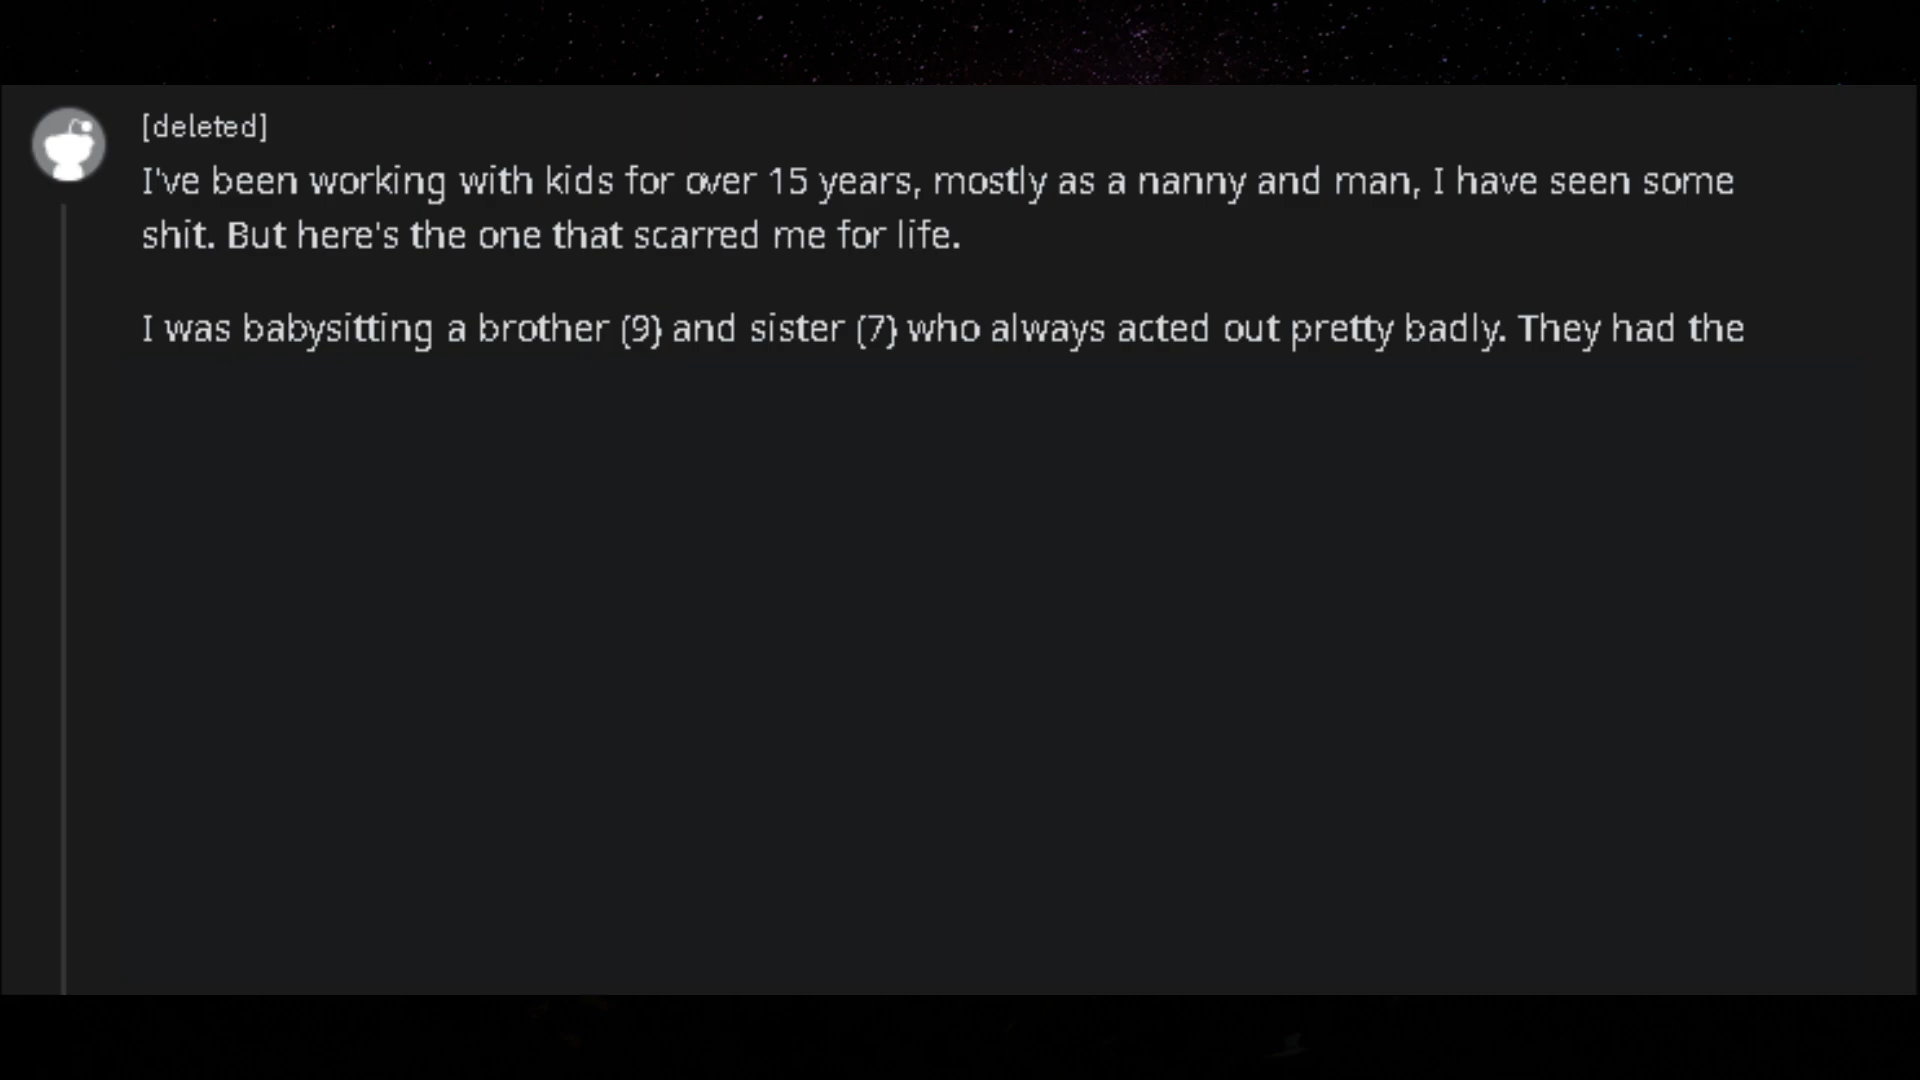 [deleted]
I've been working with kids for over 15 years, mostly as a nanny and man, I have seen some
shit. But here's the one that scarred me for life.
I was babysitting a brother (9) and sister (7) who always acted out pretty badly. They had the